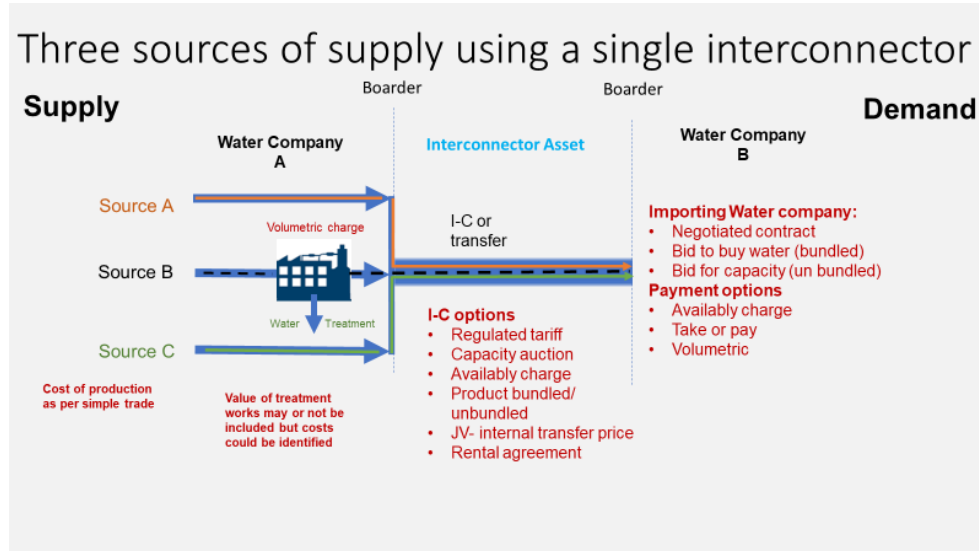 Three sources of supply using a single interconnector
Boarder
Boarder
Supply
Demand
Water Company
A
Interconnector Asset
Water Company
B
Source A
Volumetric charge
I-C or
transfer
Source B
Water
Treatment
Source C
Cost of production
as per simple trade
Value of treatment
works may or not be
included but costs
could be identified
I-C options
• Regulated tariff
• Capacity auction
• Availably charge
• Product bundled/
unbundled
• JV- internal transfer price
• Rental agreement
Importing Water company:
• Negotiated contract
• Bid to buy water (bundled)
• Bid for capacity (un bundled)
Payment options
• Availably charge
• Take or pay
• Volumetric